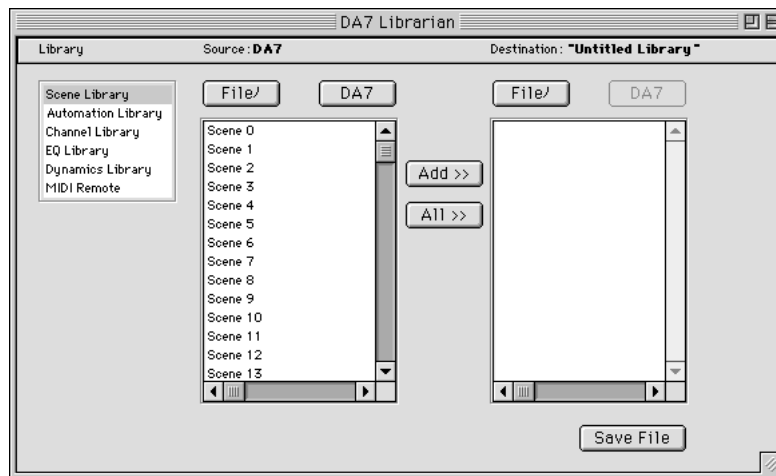 DA7 Librarian
Library
Source: DA7
Destination: "Untitled Library"
Scene Library
Automation Library
Channel Library
EQ Library
Dynamics Library
MIDI Remote
File/
DA7
Scene 0
Scene 1
Scene 2
Scene 3
Scene 4
Scene 5
Scene 6
Scene 7
Scene 8
Scene 9
Scene 10
Scene 11
Scene 12
Scene 13
Add >>
All >>
File/
DA7
Save File